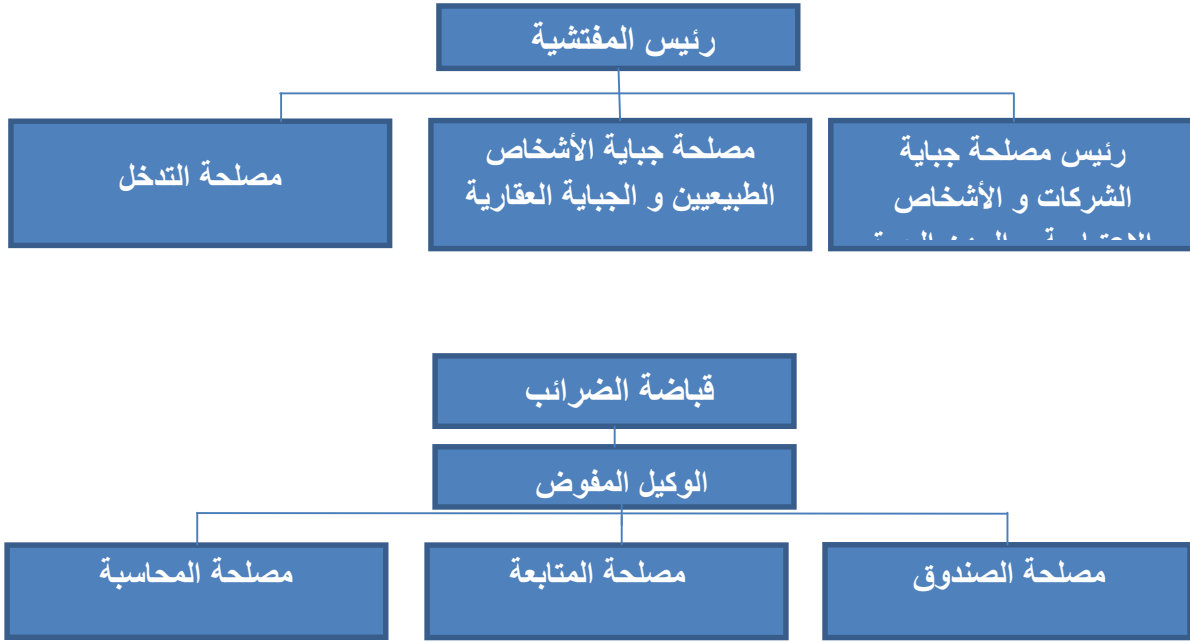 رئيس المفتشية
رئيس مصلحة جباية
الشركات و الأشخاص
مصلحة جباية الأشخاص
الطبيعيين و الجباية العقارية
مصلحة التدخل
قباضة الضرائب
الوكيل المفوض
مصلحة الصندوق
مصلحة المتابعة
مصلحة المحاسبة